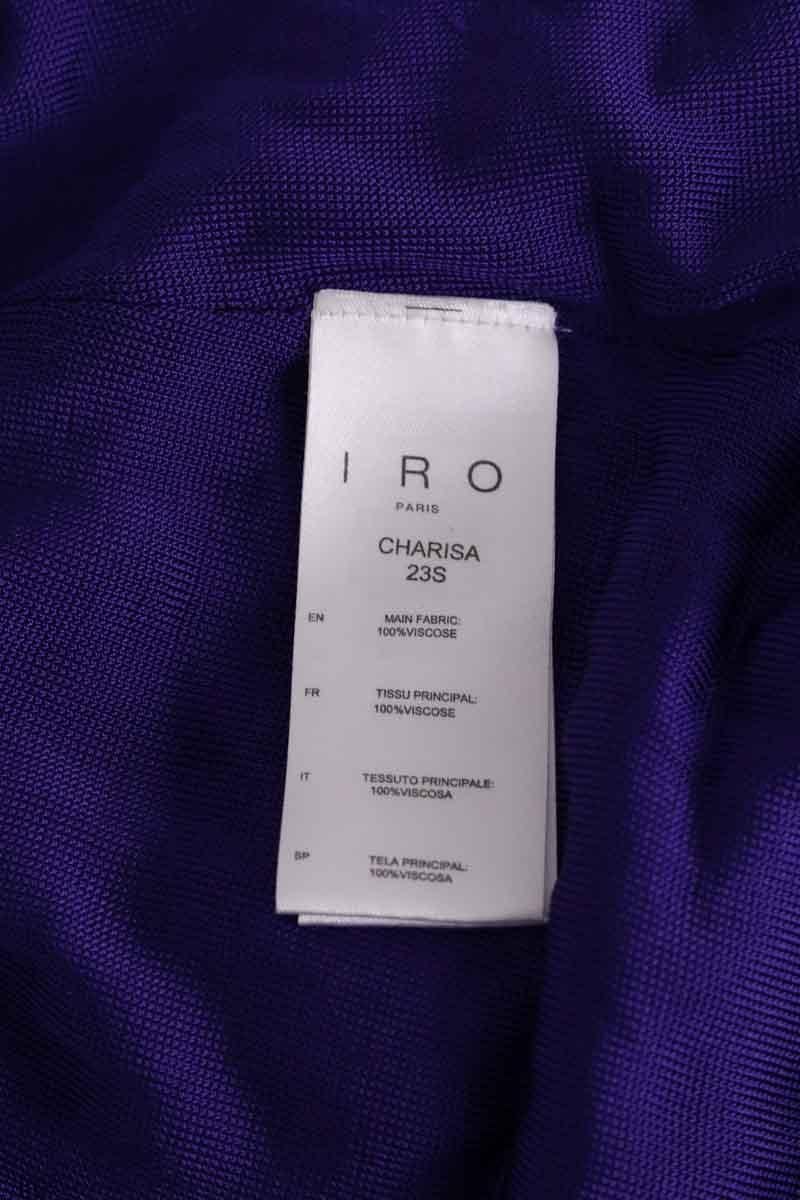 IRO
PARIS
CHARISA
23S
EN MAIN FABRIC:
100%VISCOSE
FR TISSU PRINCIPAL:
100%VISCOSE
IT TESSUTO PRINCIPALE:
100%VISCOSA
SP TELA PRINCIPAL:
100%VISCOSA